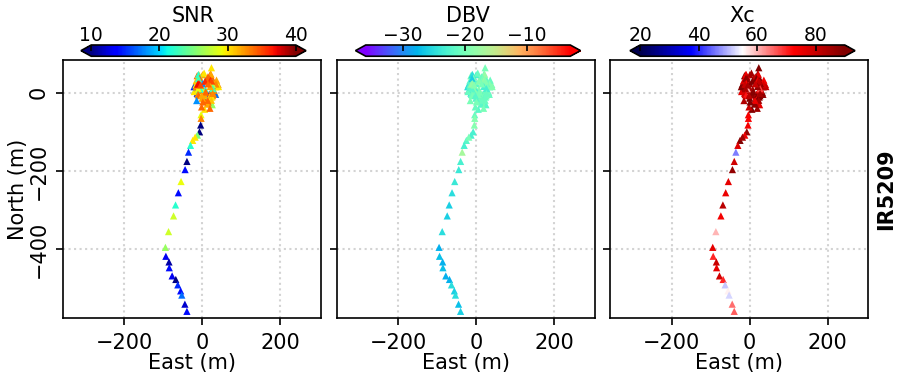 SNR DBV Xc
10 20 30 40 −30 −20 −10 20 40 60 80
0
−200
−400
North (m)
IR5209
−200 0 200 −200 0 200 −200 0 200
East (m) East (m) East (m)